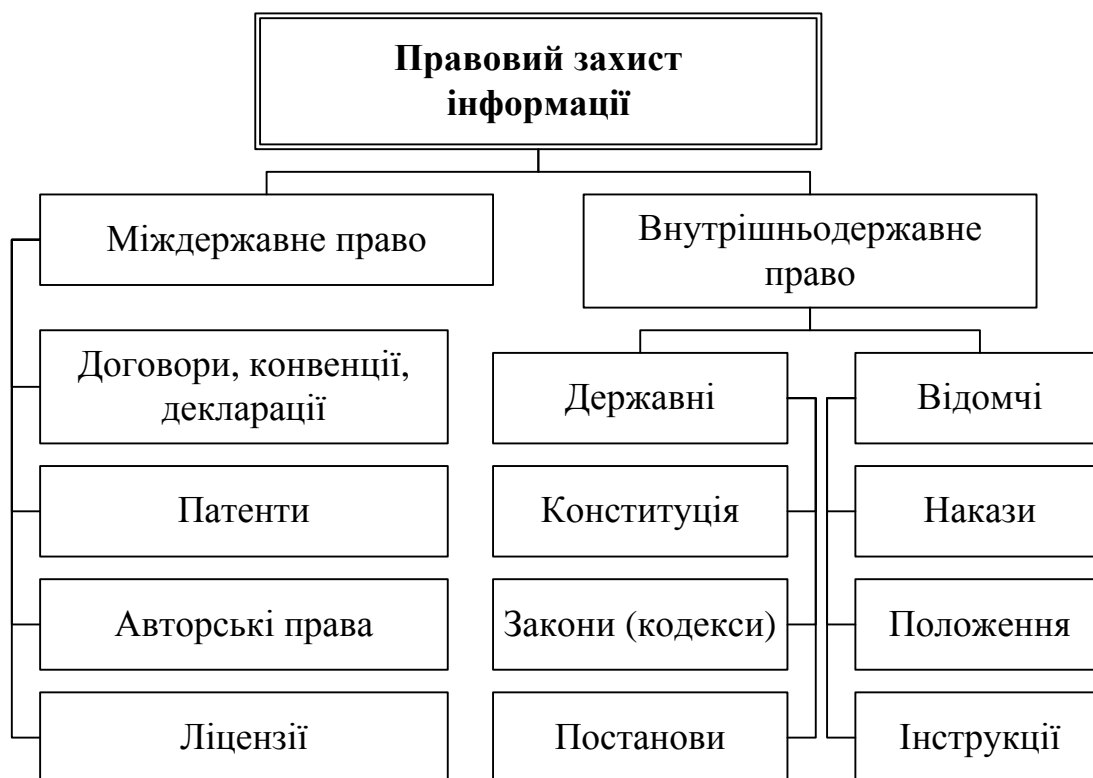 Правовий захист
інформації
Міждержавне право
Внутрішньодержавне
право
Договори, конвенції,
декларації
Державні
Відомчі
Патенти
Конституція
Накази
Авторські права
Закони (кодекси)
Положення
Ліцензії
Постанови
Інструкції